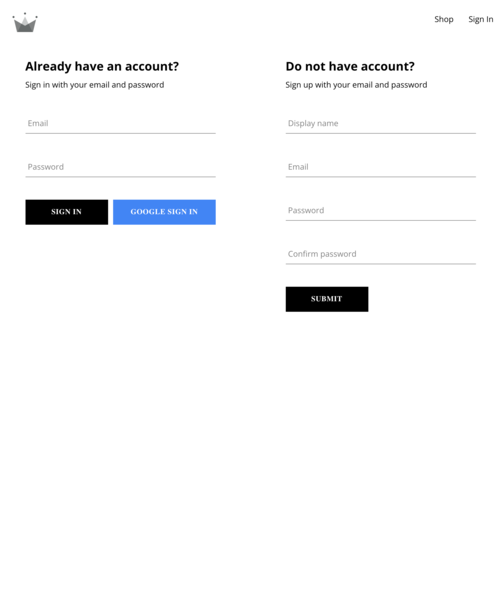 Shop
Sign In
Already have an account?
Sign in with your email and password
Email
Password
SIGN IN
GOOGLE SIGN IN
Do not have account?
Sign up with your email and password
Display name
Email
Password
Confirm password
SUBMIT